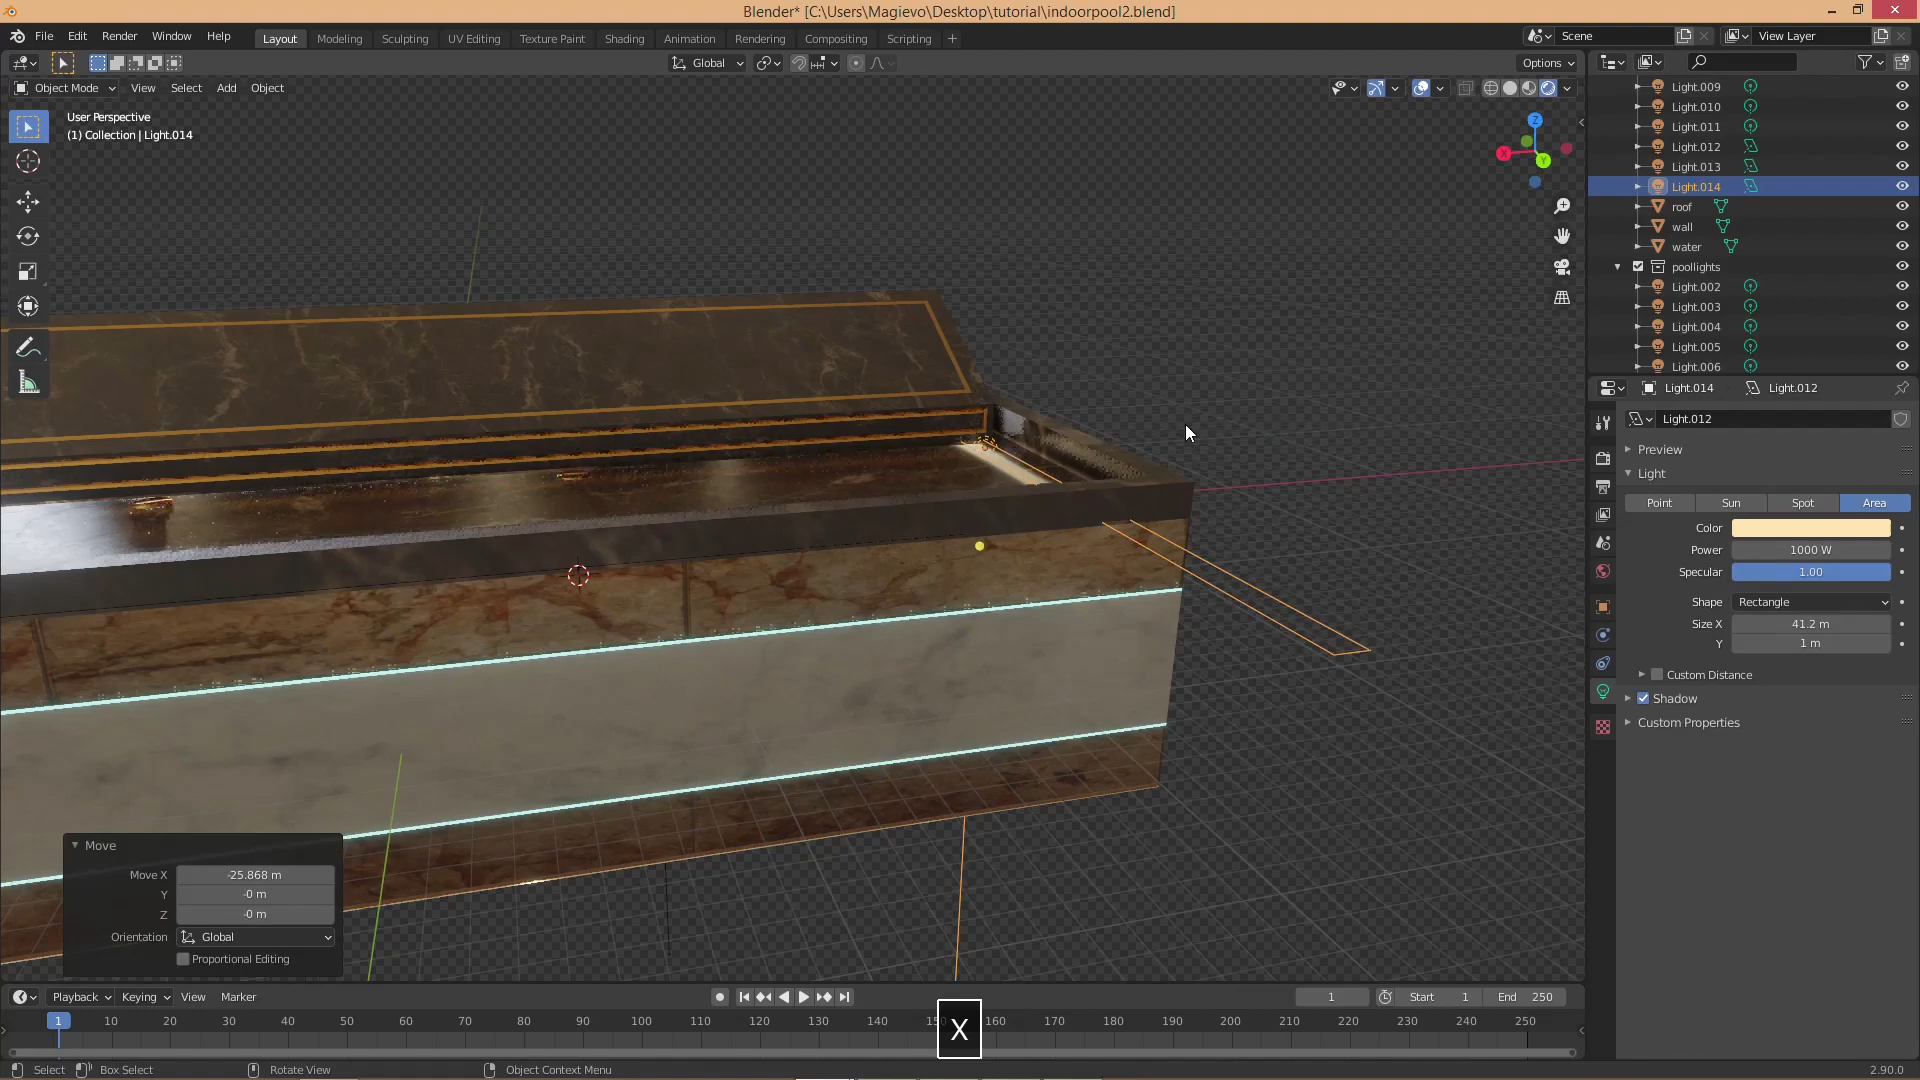 Blender* [C:\Users\Magievo\Desktop\tutorial\indoorpool2.blend]
File Edit Render Window Help
Layout Modeling Sculpting UV Editing Texture Paint Shading Animation Rendering Compositing Scripting +
Scene View Layer
Global Options
Object Mode View Select Add Object
User Perspective
(1) Collection | Light.014
Z
X
Y
Light.009
Light.010
Light.011
Light.012
Light.013
Light.014
roof
wall
water
poollights
Light.002
Light.003
Light.004
Light.005
Light.006
Light.014 Light.012
Light.012
Preview
Light
Point Sun Spot Area
Color
Power 1000 W
Specular 1.00
Shape Rectangle
Size X 41.2 m
Y 1 m
Custom Distance
Shadow
Custom Properties
Move
Move X -25.868 m
Y -0 m
Z -0 m
Orientation Global
Proportional Editing
Playback Keying View Marker
1 Start 1 End 250
1 10 20 30 40 50 60 70 80 90 100 110 120 130 140 150 160 170 180 190 200 210 220 230 240 250
X
Select Box Select Rotate View Object Context Menu 2.90.0